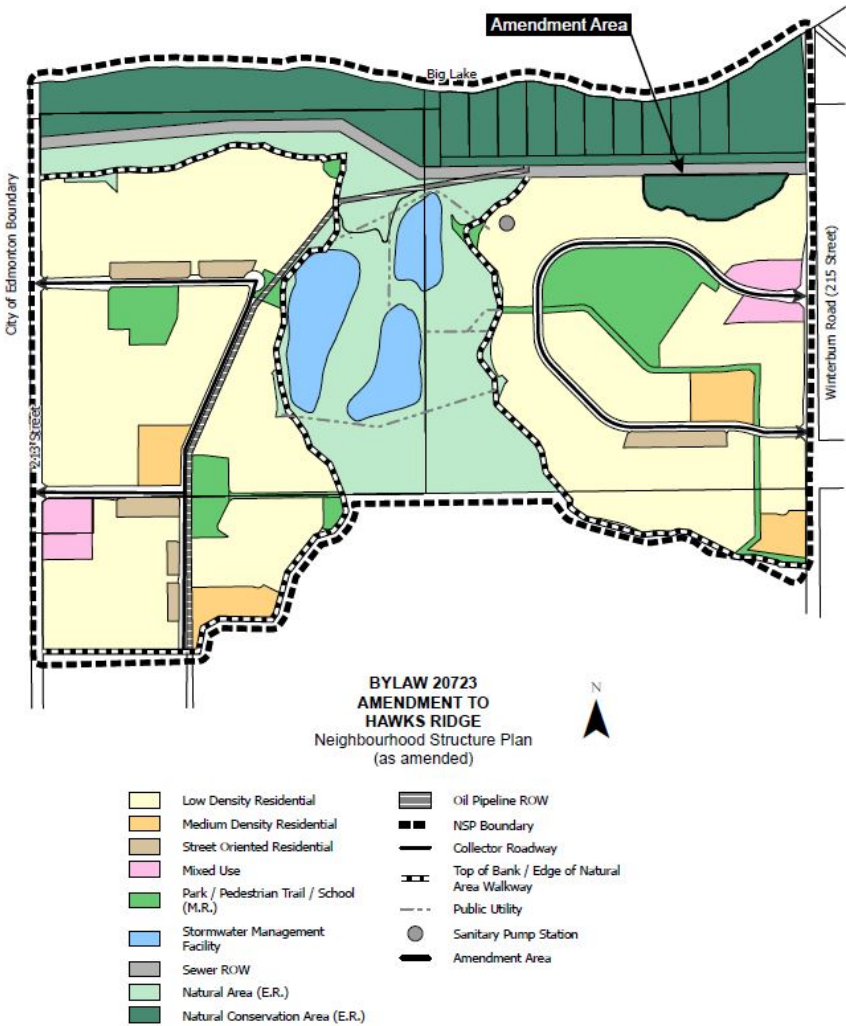 Amendment Area
Big Lake
City of Edmonton Boundary
Winterburn Road (215 Street)
BYLAW 20723
AMENDMENT TO
HAWKS RIDGE
Neighbourhood Structure Plan
(as amended)
N
Low Density Residential
Medium Density Residential
Street Oriented Residential
Mixed Use
Park / Pedestrian Trail / School
(M.R.)
Stormwater Management
Facility
Sewer ROW
Natural Area (E.R.)
Natural Conservation Area (E.R.)
Oil Pipeline ROW
NSP Boundary
Collector Roadway
Top of Bank / Edge of Natural
Area Walkway
Public Utility
Sanitary Pump Station
Amendment Area